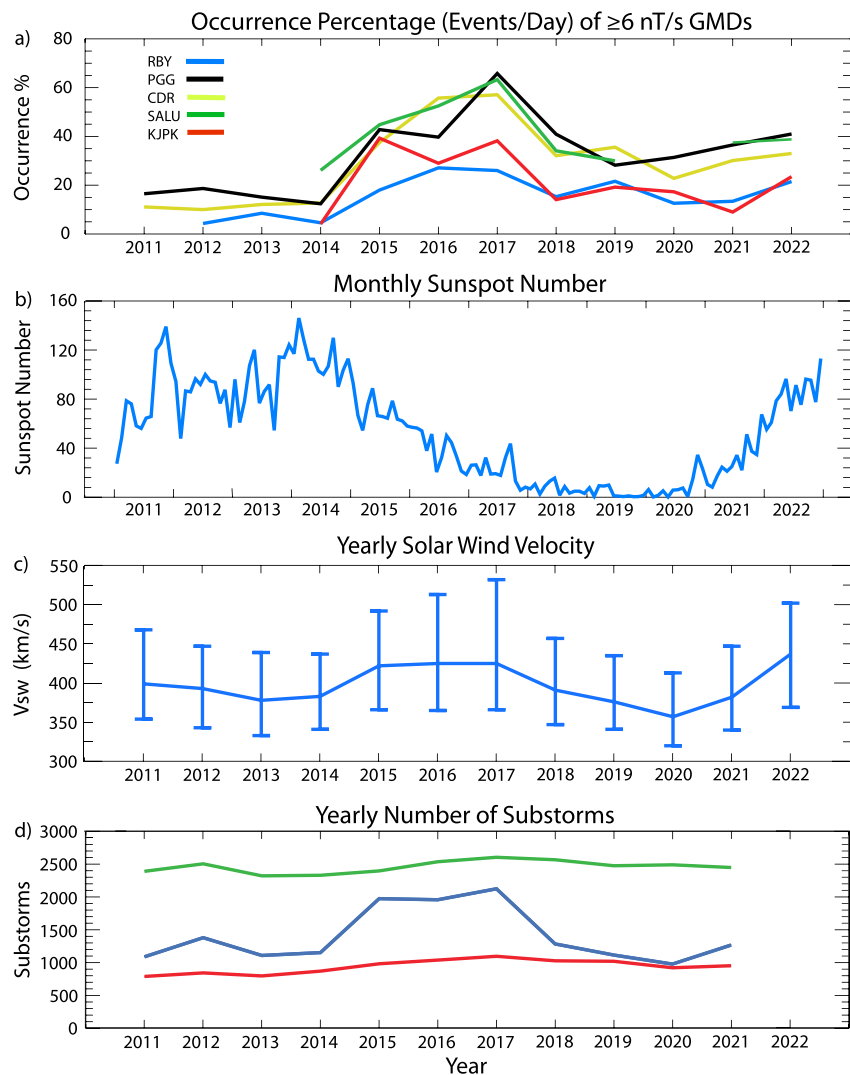 Occurrence Percentage (Events/Day) of ≥6 nT/s GMDs
a)
Occurrence %
80
60
40
20
0
RBY
PGG
CDR
SALU
KJPK
2011 2012 2013 2014 2015 2016 2017 2018 2019 2020 2021 2022
Monthly Sunspot Number
b)
Sunspot Number
160
120
80
40
0
2011 2012 2013 2014 2015 2016 2017 2018 2019 2020 2021 2022
Yearly Solar Wind Velocity
c)
Vsw (km/s)
550
500
450
400
350
300
2011 2012 2013 2014 2015 2016 2017 2018 2019 2020 2021 2022
Yearly Number of Substorms
d)
Substorms
3000
2500
2000
1500
1000
500
0
2011 2012 2013 2014 2015 2016 2017 2018 2019 2020 2021 2022
Year